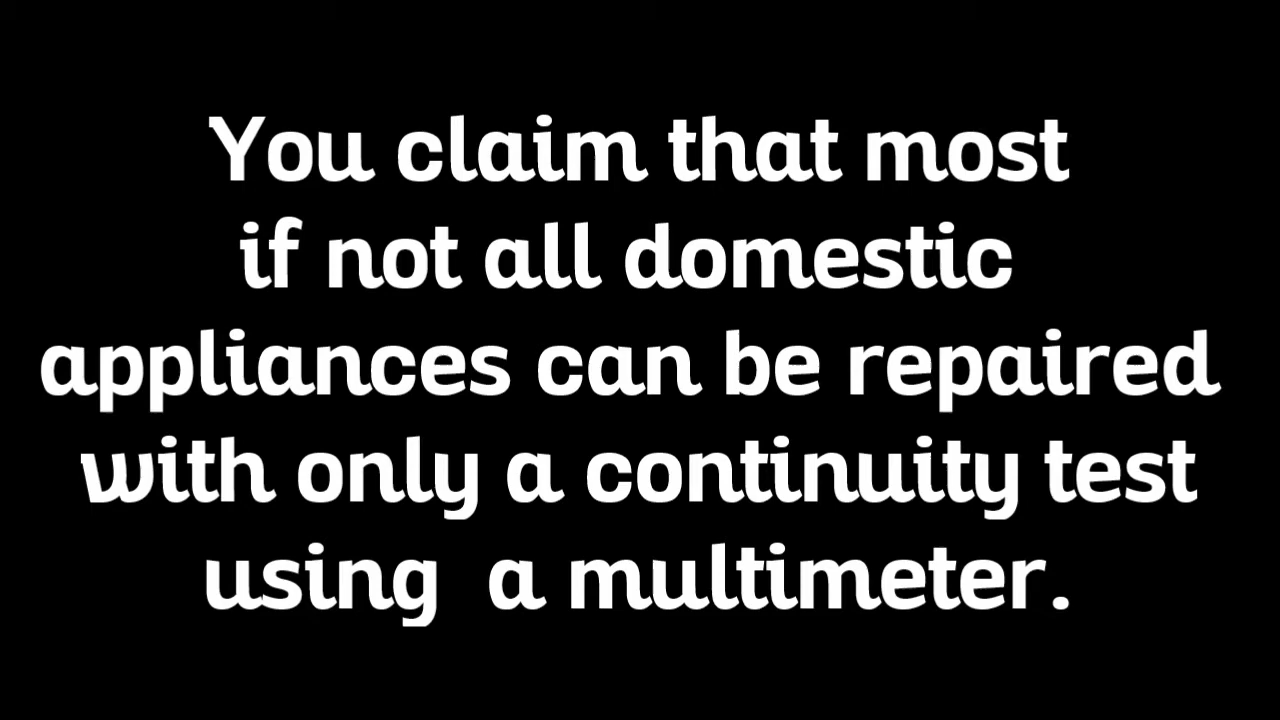 You claim that most
if not all domestic
appliances can be repaired
with only a continuity test
using  a multimeter.